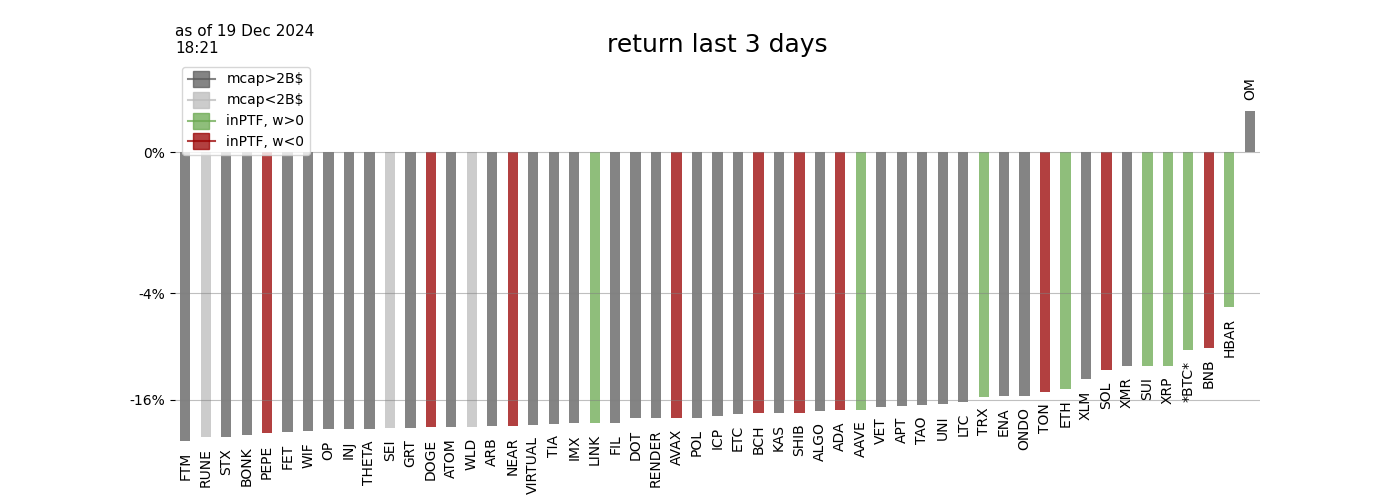 as of 19 Dec 2024
18:21
return last 3 days
mcap>2B$
mcap<2B$
inPTF, w>0
inPTF, w<0
0%
-4%
-16%
FTM
RUNE
STX
BONK
PEPE
FET
WIF
OP
INJ
THETA
SEI
GRT
DOGE
ATOM
WLD
ARB
NEAR
VIRTUAL
TIA
IMX
LINK
FIL
DOT
RENDER
AVAX
POL
ICP
ETC
BCH
KAS
SHIB
ALGO
ADA
AAVE
VET
APT
TAO
UNI
LTC
TRX
ENA
ONDO
TON
ETH
XLM
SOL
XMR
SUI
XRP
*BTC*
BNB
HBAR
OM